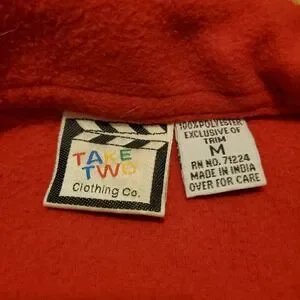 TAKE
TWO
Clothing Co.
100% POLYESTER
EXCLUSIVE OF
TRIM
M
RN NO. 71224
MADE IN INDIA
OVER FOR CARE